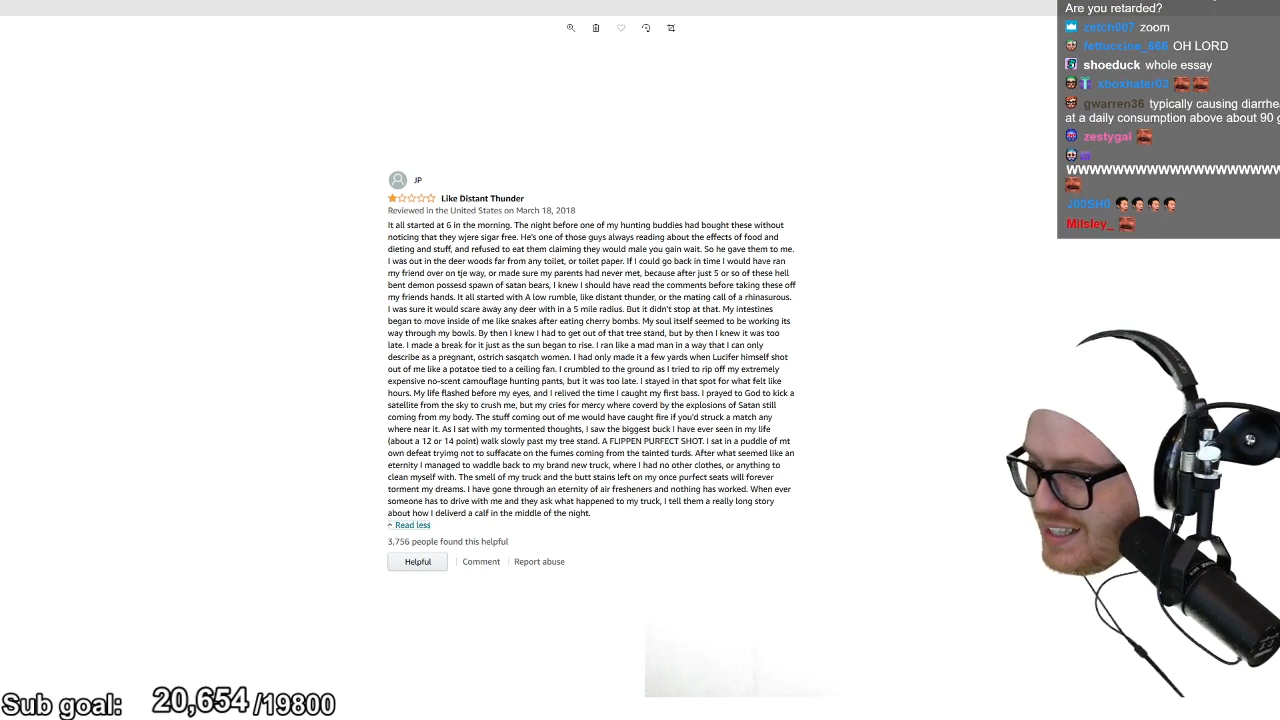 JP
Like Distant Thunder
Reviewed in the United States on March 18, 2018
It all started at 6 in the morning. The night before one of my hunting buddies had bought these without
noticing that they wjere sigar free. He's one of those guys always reading about the effects of food and
dieting and stuff, and refused to eat them claiming they would male you gain wait. So he gave them to me.
I was out in the deer woods far from any toilet, or toilet paper. If I could go back in time I would have ran
my friend over on tje way, or made sure my parents had never met, because after just 5 or so of these hell
bent demon possesd spawn of satan bears, I knew I should have read the comments before taking these off
my friends hands. It all started with A low rumble, like distant thunder, or the mating call of a rhinasurous.
I was sure it would scare away any deer with in a 5 mile radius. But it didn't stop at that. My intestines
began to move inside of me like snakes after eating cherry bombs. My soul itself seemed to be working its
way through my bowls. By then I knew I had to get out of that tree stand, but by then I knew it was too
late. I made a break for it just as the sun began to rise. I ran like a mad man in a way that I can only
describe as a pregnant, ostrich sasqatch women. I had only made it a few yards when Lucifer himself shot
out of me like a potatoe tied to a ceiling fan. I crumbled to the ground as I tried to rip off my extremely
expensive no-scent camouflage hunting pants, but it was too late. I stayed in that spot for what felt like
hours. My life flashed before my eyes, and I relived the time I caught my first bass. I prayed to God to kick a
satellite from the sky to crush me, but my cries for mercy where coverd by the explosions of Satan still
coming from my body. The stuff coming out of me would have caught fire if you'd struck a match any
where near it. As I sat with my tormented thoughts, I saw the biggest buck I have ever seen in my life
(about a 12 or 14 point) walk slowly past my tree stand. A FLIPPEN PURFECT SHOT. I sat in a puddle of mt
own defeat tryimg not to suffacate on the fumes coming from the tainted turds. After what seemed like an
eternity I managed to waddle back to my brand new truck, where I had no other clothes, or anything to
clean myself with. The smell of my truck and the butt stains left on my once purfect seats will forever
torment my dreams. I have gone through an eternity of air fresheners and nothing has worked. When ever
someone has to drive with me and they ask what happened to my truck, I tell them a really long story
about how I deliverd a calf in the middle of the night.
Read less
3,756 people found this helpful
Helpful
Comment
Report abuse
Are you retarded?
zetch007 zoom
fettuccine_666 OH LORD
shoeduck whole essay
xboxhater03
gwarren36 typically causing diarrhe
at a daily consumption above about 90 g
zestygal
WWWWWWWWWWWWWWWWWWWW
J00SH0
Milsley_
Sub goal: 20,654 /19800